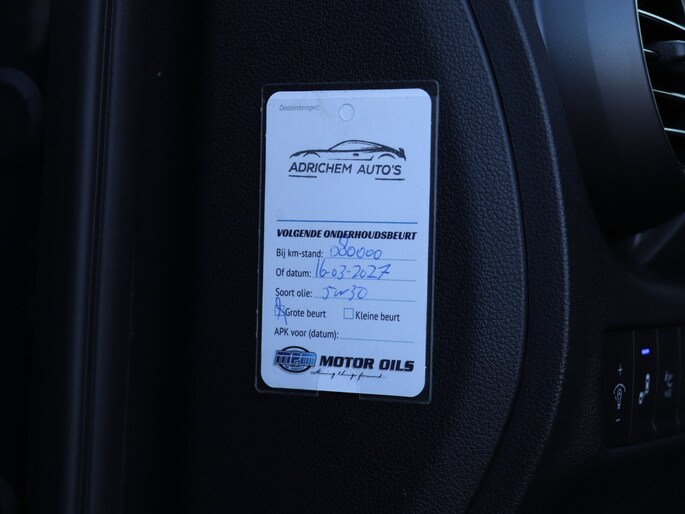 Dealerstempel:
ADRICHEM AUTO'S
VOLGENDE ONDERHOUDSBEURT
Bij km-stand:
Of datum: 16-03-2027
Soort olie: 5w30
Grote beurt Kleine beurt
APK voor (datum):
MPM MOTOR OILS